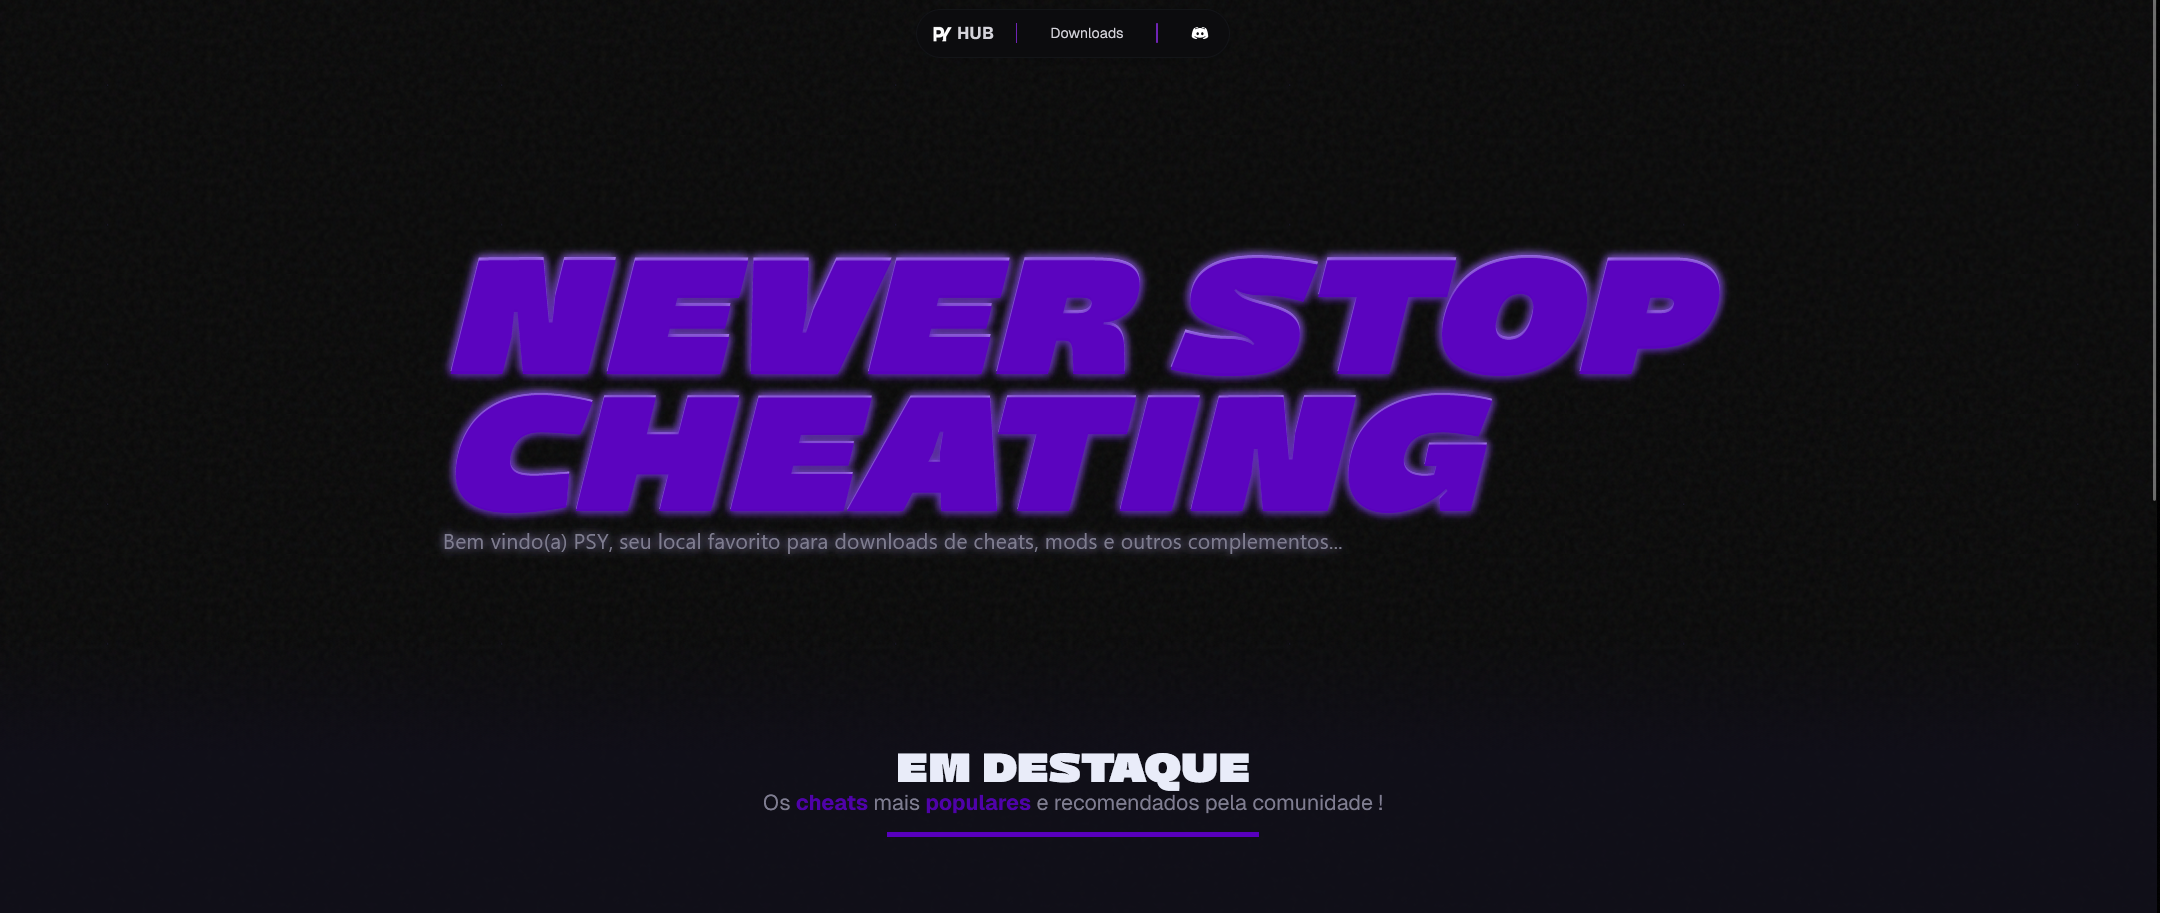 PY HUB Downloads
NEVER STOP
CHEATING
Bem vindo(a) PSY, seu local favorito para downloads de cheats, mods e outros complementos...
EM DESTAQUE
Os cheats mais populares e recomendados pela comunidade !